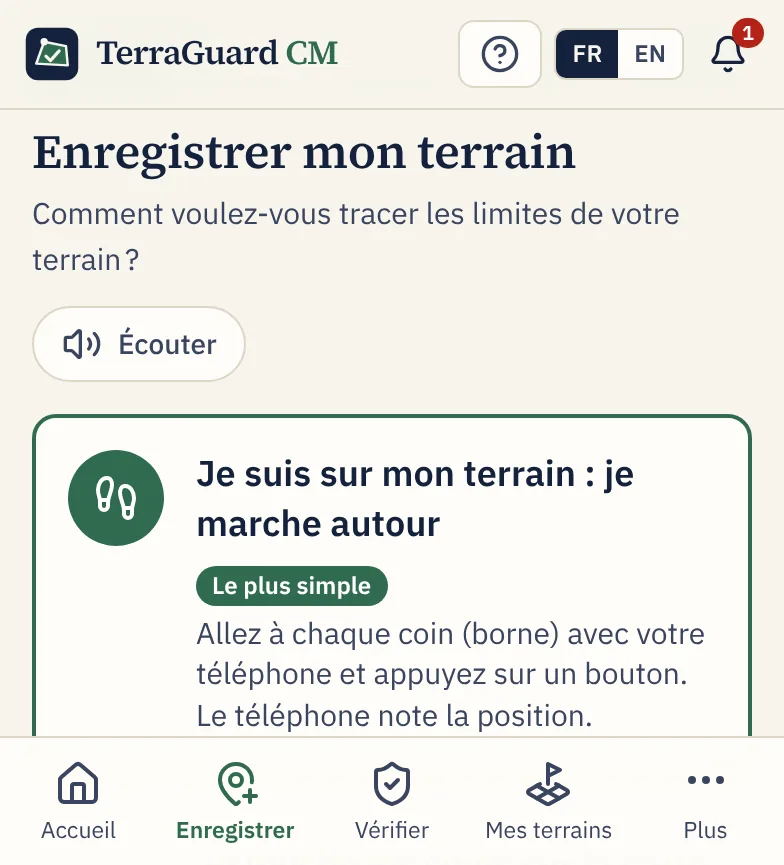 TerraGuard CM
FR
EN
1
Enregistrer mon terrain
Comment voulez-vous tracer les limites de votre
terrain ?
Écouter
Je suis sur mon terrain : je
marche autour
Le plus simple
Allez à chaque coin (borne) avec votre
téléphone et appuyez sur un bouton.
Le téléphone note la position.
Accueil
Enregistrer
Vérifier
Mes terrains
Plus